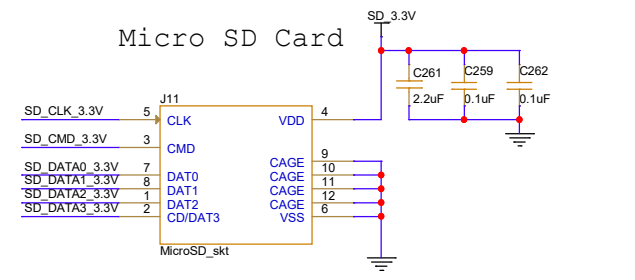 SD_3.3V
Micro SD Card
C261
C259
C262
2.2uF
0.1uF
0.1uF
J11
SD_CLK_3.3V 5 CLK VDD 4
SD_CMD_3.3V 3 CMD
CAGE 9
SD_DATA0_3.3V 7 DAT0 CAGE 10
SD_DATA1_3.3V 8 DAT1 CAGE 11
SD_DATA2_3.3V 1 DAT2 CAGE 12
SD_DATA3_3.3V 2 CD/DAT3 VSS 6
MicroSD_skt